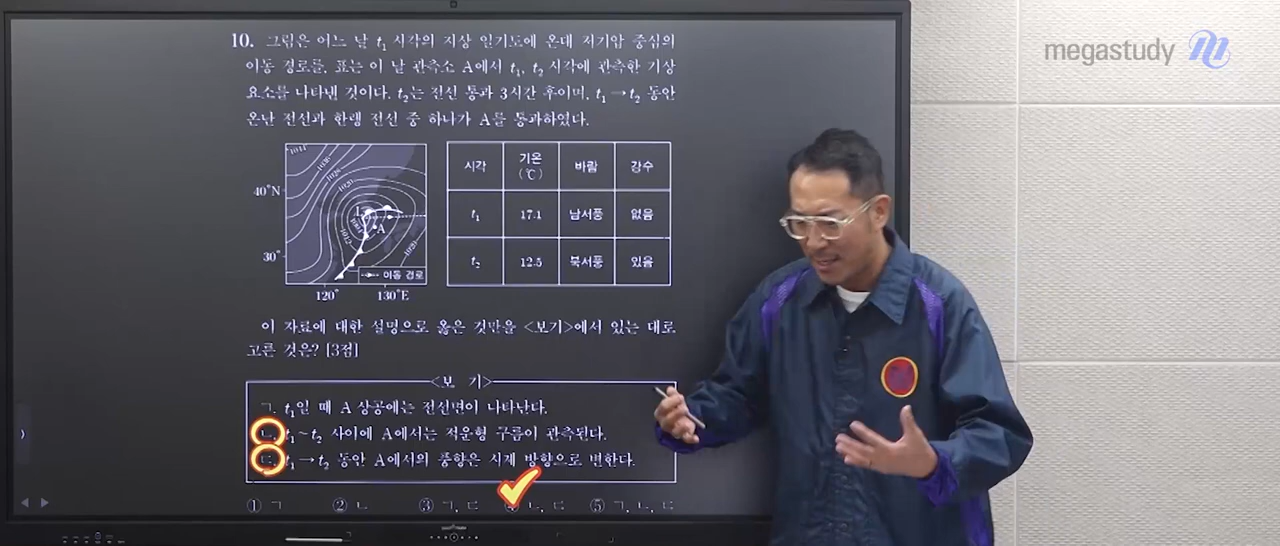 megastudy
10. 그림은 어느 날 t₁ 시각의 지상 일기도에 온대 저기압 중심의
이동 경로를, 표는 이 날 관측소 A에서 t₁, t₂ 시각에 관측한 기상
요소를 나타낸 것이다. t₂는 전선 통과 3시간 후이며, t₁→t₂ 동안
온난 전선과 한랭 전선 중 하나가 A를 통과하였다.
40°N
30°
120°
130°E
1020
1012
A
이동 경로
시각 기온(℃) 바람 강수
t₁ 17.1 남서풍 없음
t₂ 12.5 북서풍 있음
이 자료에 대한 설명으로 옳은 것만을 <보기>에서 있는 대로
고른 것은? [3점]
<보 기>
ㄱ. t₁일 때 A 상공에는 전선면이 나타난다.
ㄴ. t₁~t₂ 사이에 A에서는 적운형 구름이 관측된다.
ㄷ. t₁→t₂ 동안 A에서의 풍향은 시계 방향으로 변한다.
① ㄱ ② ㄴ ③ ㄱ, ㄷ ④ ㄴ, ㄷ ⑤ ㄱ, ㄴ, ㄷ